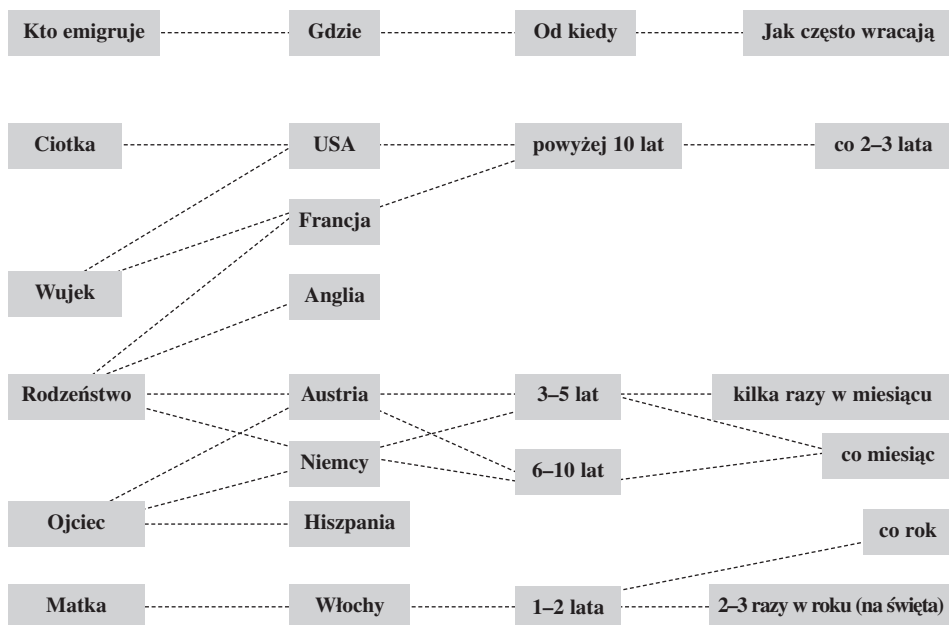 Kto emigruje Gdzie Od kiedy Jak często wracają
Ciotka USA powyżej 10 lat co 2–3 lata
Francja
Wujek Anglia
Rodzeństwo Austria 3–5 lat kilka razy w miesiącu
Niemcy 6–10 lat co miesiąc
Ojciec Hiszpania co rok
Matka Włochy 1–2 lata 2–3 razy w roku (na święta)